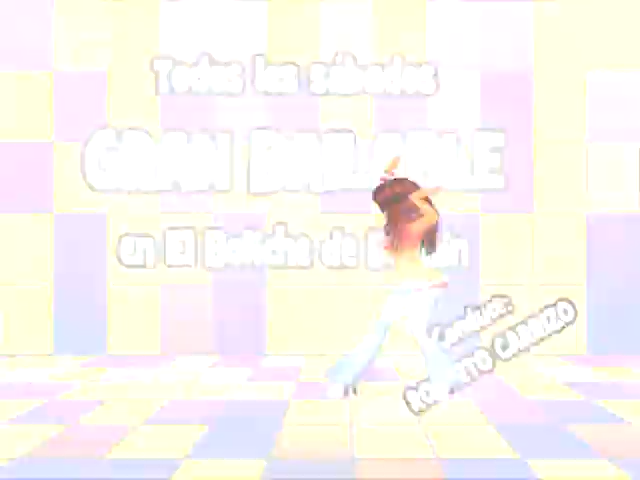 Todos los sábados
GRAN BAILABLE
en El Boliche de
Conduce:
ROBERTO CARRIZO